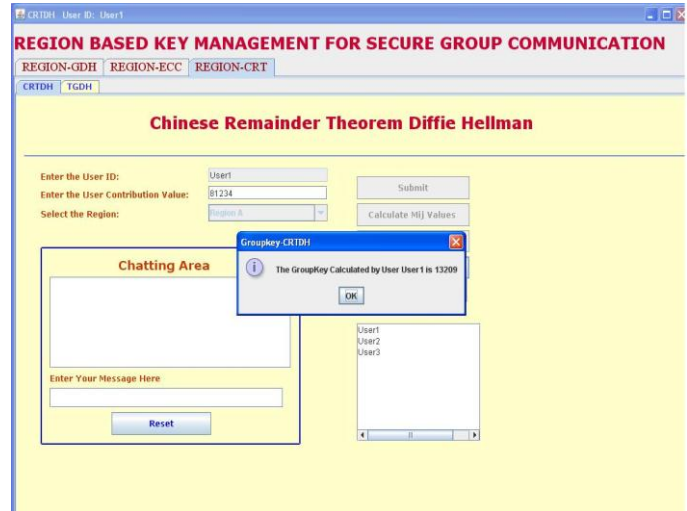 CRTDH User ID: User1
REGION BASED KEY MANAGEMENT FOR SECURE GROUP COMMUNICATION
REGION-GDH REGION-ECC REGION-CRT
CRTDH TGDH
Chinese Remainder Theorem Diffie Hellman
Enter the User ID: User1
Submit
Enter the User Contribution Value: 81234
Select the Region: Region A
Calculate Mij Values
Groupkey-CRTDH
The GroupKey Calculated by User User1 is 13209
OK
Chatting Area
User1
User2
User3
Enter Your Message Here
Reset